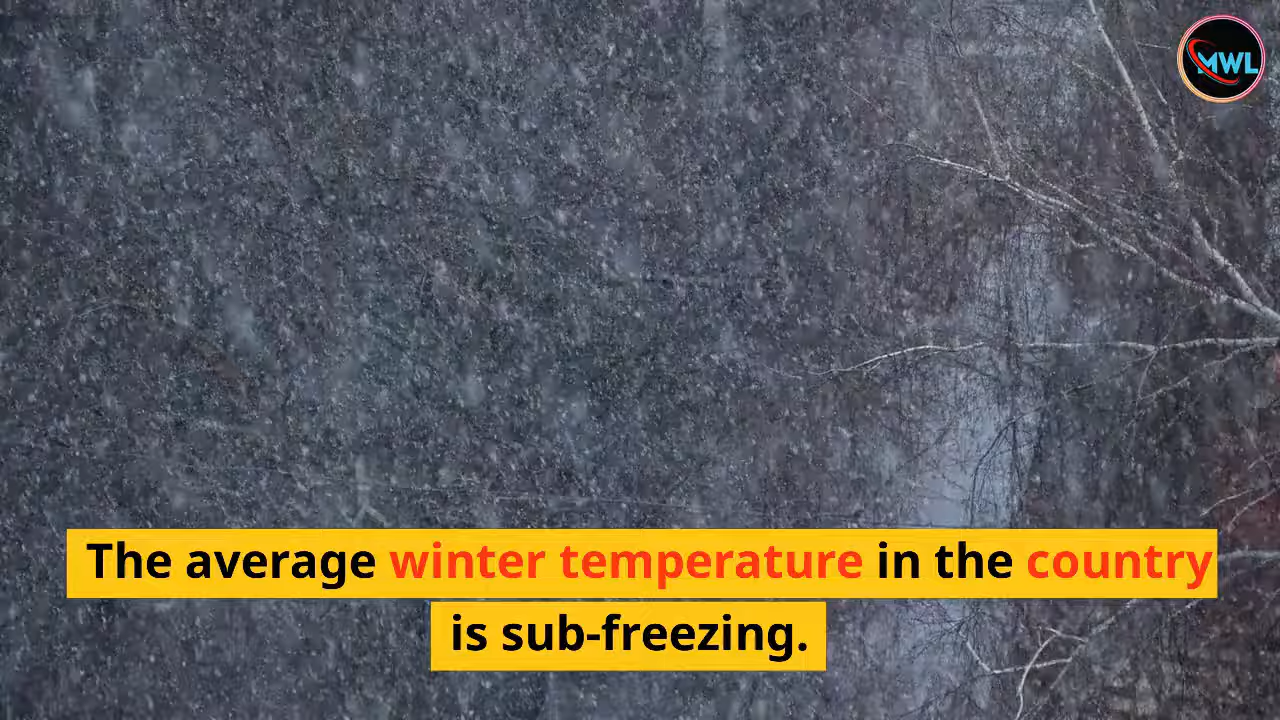 MWL
The average winter temperature in the country
is sub-freezing.